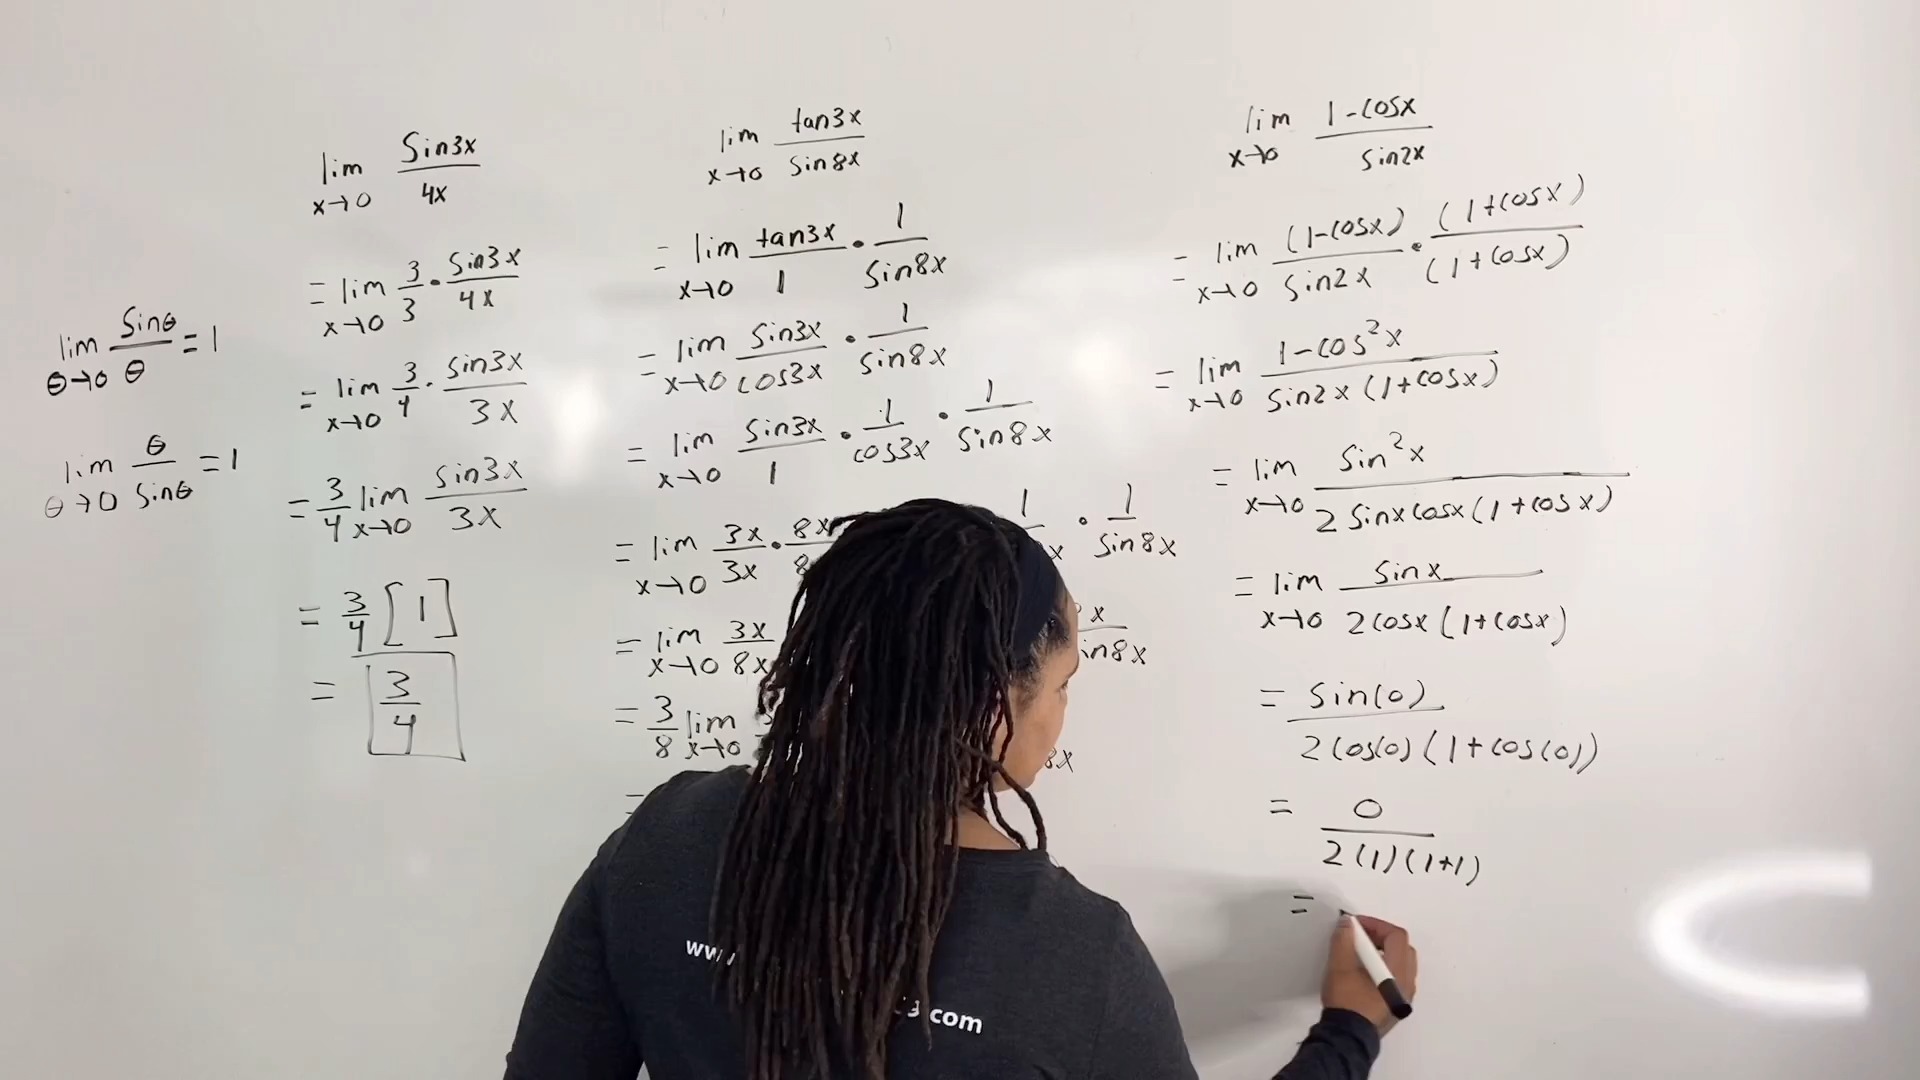 lim sinθ/θ = 1
θ→0
lim θ/sinθ = 1
θ→0
lim sin3x/4x
x→0
= lim 3/3 · sin3x/4x
x→0
= lim 3/4 · sin3x/3x
x→0
= 3/4 lim sin3x/3x
x→0
= 3/4 [1]
= 3/4
lim tan3x/sin8x
x→0
= lim tan3x/1 · 1/sin8x
x→0
= lim sin3x/cos3x · 1/sin8x
x→0
= lim sin3x/1 · 1/cos3x · 1/sin8x
x→0
= lim 3x/3x · 8x 1 · 1/sin8x
x→0
= lim 3x/8x x/in8x
x→0
= 3/8 lim 8x
x→0
=
lim 1-cosx/sin2x
x→0
= lim (1-cosx)/sin2x · (1+cosx)/(1+cosx)
x→0
= lim 1-cos²x/sin2x(1+cosx)
x→0
= lim sin²x/2sinxcosx(1+cosx)
x→0
= lim sinx/2cosx(1+cosx)
x→0
= sin(0)/2cos(0)(1+cos(0))
= 0/2(1)(1+1)
=
www. 3.com